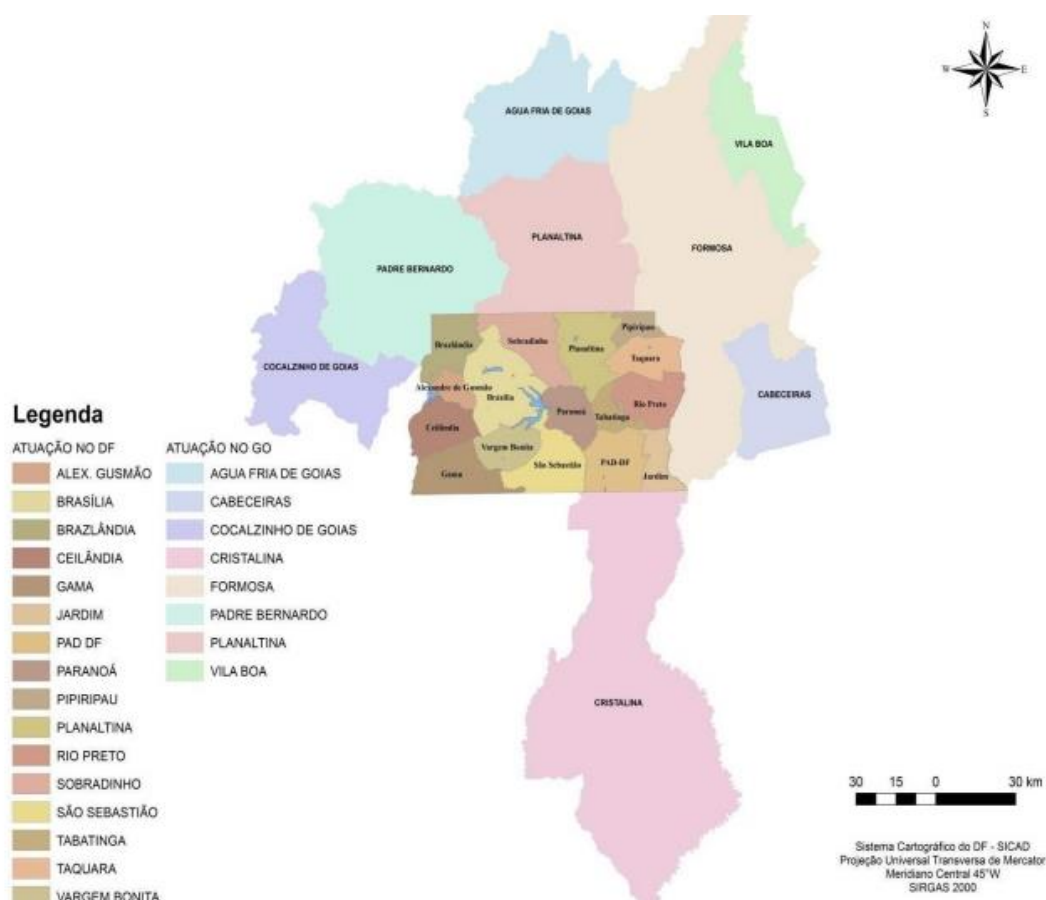 N
W E
S
AGUA FRIA DE GOIAS
VILA BOA
PLANALTINA
FORMOSA
PADRE BERNARDO
Pipiripau
Brazlândia
Sobradinho
Planaltina
Taquara
COCALZINHO DE GOIAS
Alexandre de Gusmão
Brasília
CABECEIRAS
Rio Preto
Paranoá
Tabatinga
Ceilândia
Vargem Bonita
São Sebastião
PAD-DF
Gama
Jardim
CRISTALINA
Legenda
ATUAÇÃO NO DF
ALEX. GUSMÃO
BRASÍLIA
BRAZLÂNDIA
CEILÂNDIA
GAMA
JARDIM
PAD DF
PARANOÁ
PIPIRIPAU
PLANALTINA
RIO PRETO
SOBRADINHO
SÃO SEBASTIÃO
TABATINGA
TAQUARA
VARGEM BONITA
ATUAÇÃO NO GO
AGUA FRIA DE GOIAS
CABECEIRAS
COCALZINHO DE GOIAS
CRISTALINA
FORMOSA
PADRE BERNARDO
PLANALTINA
VILA BOA
30 15 0 30 km
Sistema Cartográfico do DF - SICAD
Projeção Universal Transversa de Mercator
Meridiano Central 45°W
SIRGAS 2000